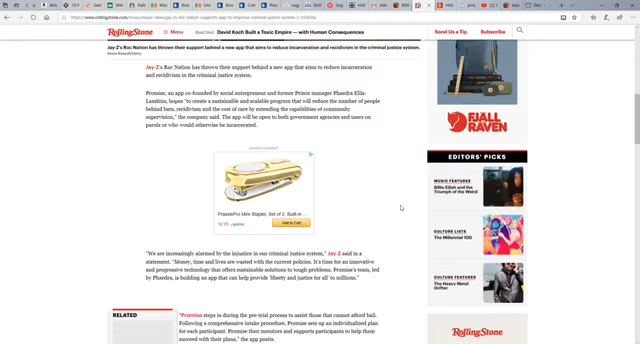 https://www.rollingstone.com/music/music-news/jay-z-roc-nation-supports-app-to-improve-criminal-justice-system-2-253826/
RollingStone
Menu
Read Next David Koch Built a Toxic Empire — with Human Consequences
Send Us a Tip
Subscribe
Jay-Z's Roc Nation has thrown their support behind a new app that aims to reduce incarceration and recidivism in the criminal justice system.
Jay-Z's Roc Nation has thrown their support behind a new app that aims to reduce incarceration
and recidivism in the criminal justice system.
Promise, an app co-founded by social entrepreneur and former Prince manager Phaedra Ellis-
Lamkins, hopes "to create a sustainable and scalable program that will reduce the number of people
behind bars, recidivism and the cost of care by extending the capabilities of community
supervision," the company said. The app will be open to both government agencies and users on
parole or who would otherwise be incarcerated.
ADVERTISEMENT
PraxxisPro Mini Stapler, Set of 2, Built-in ...
Add to Cart
"We are increasingly alarmed by the injustice in our criminal justice system," Jay-Z said in a
statement. "Money, time and lives are wasted with the current policies. It's time for an innovative
and progressive technology that offers sustainable solutions to tough problems. Promise's team, led
by Phaedra, is building an app that can help provide 'liberty and justice for all' to millions."
RELATED
"Promise steps in during the pre-trial process to assist those that cannot afford bail.
Following a comprehensive intake procedure, Promise sets up an individualized plan
for each participant. Promise then monitors and supports participants to help them
succeed with their plans," the app posits.
FJALL
RAVEN
EDITORS' PICKS
MUSIC FEATURES
Billie Eilish and the
Triumph of the Weird
CULTURE LISTS
The Millennial 100
CULTURE FEATURES
The Heavy Metal
Grifter
RollingStone